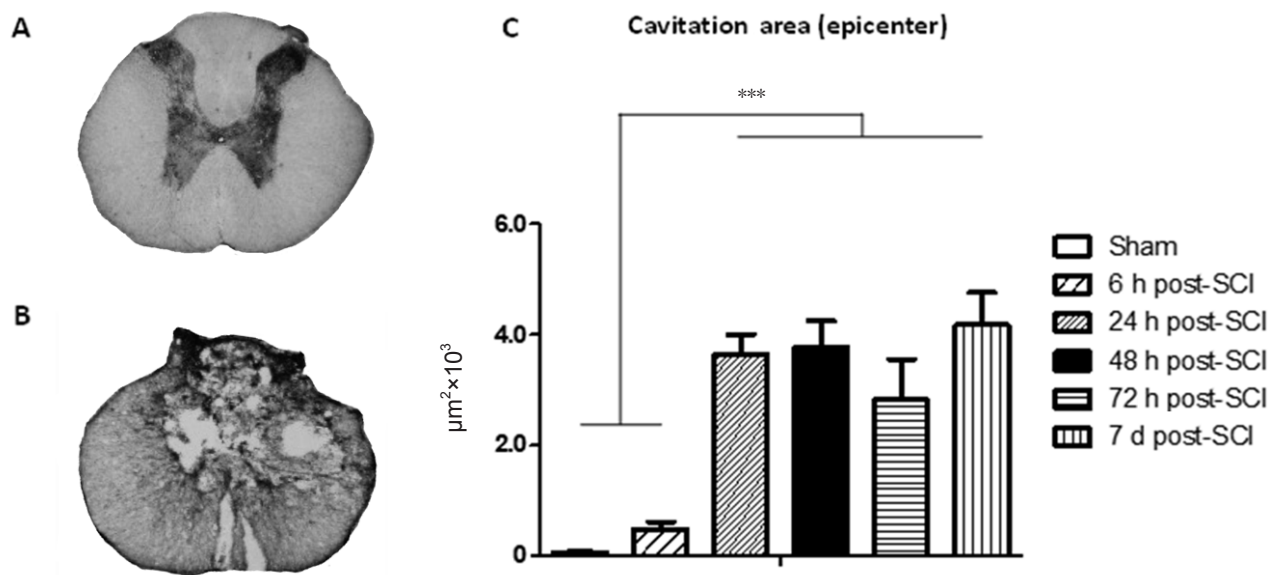 A
B
C
Cavitation area (epicenter)
***
6.0
4.0
2.0
0
µm²×10³
Sham
6 h post-SCI
24 h post-SCI
48 h post-SCI
72 h post-SCI
7 d post-SCI